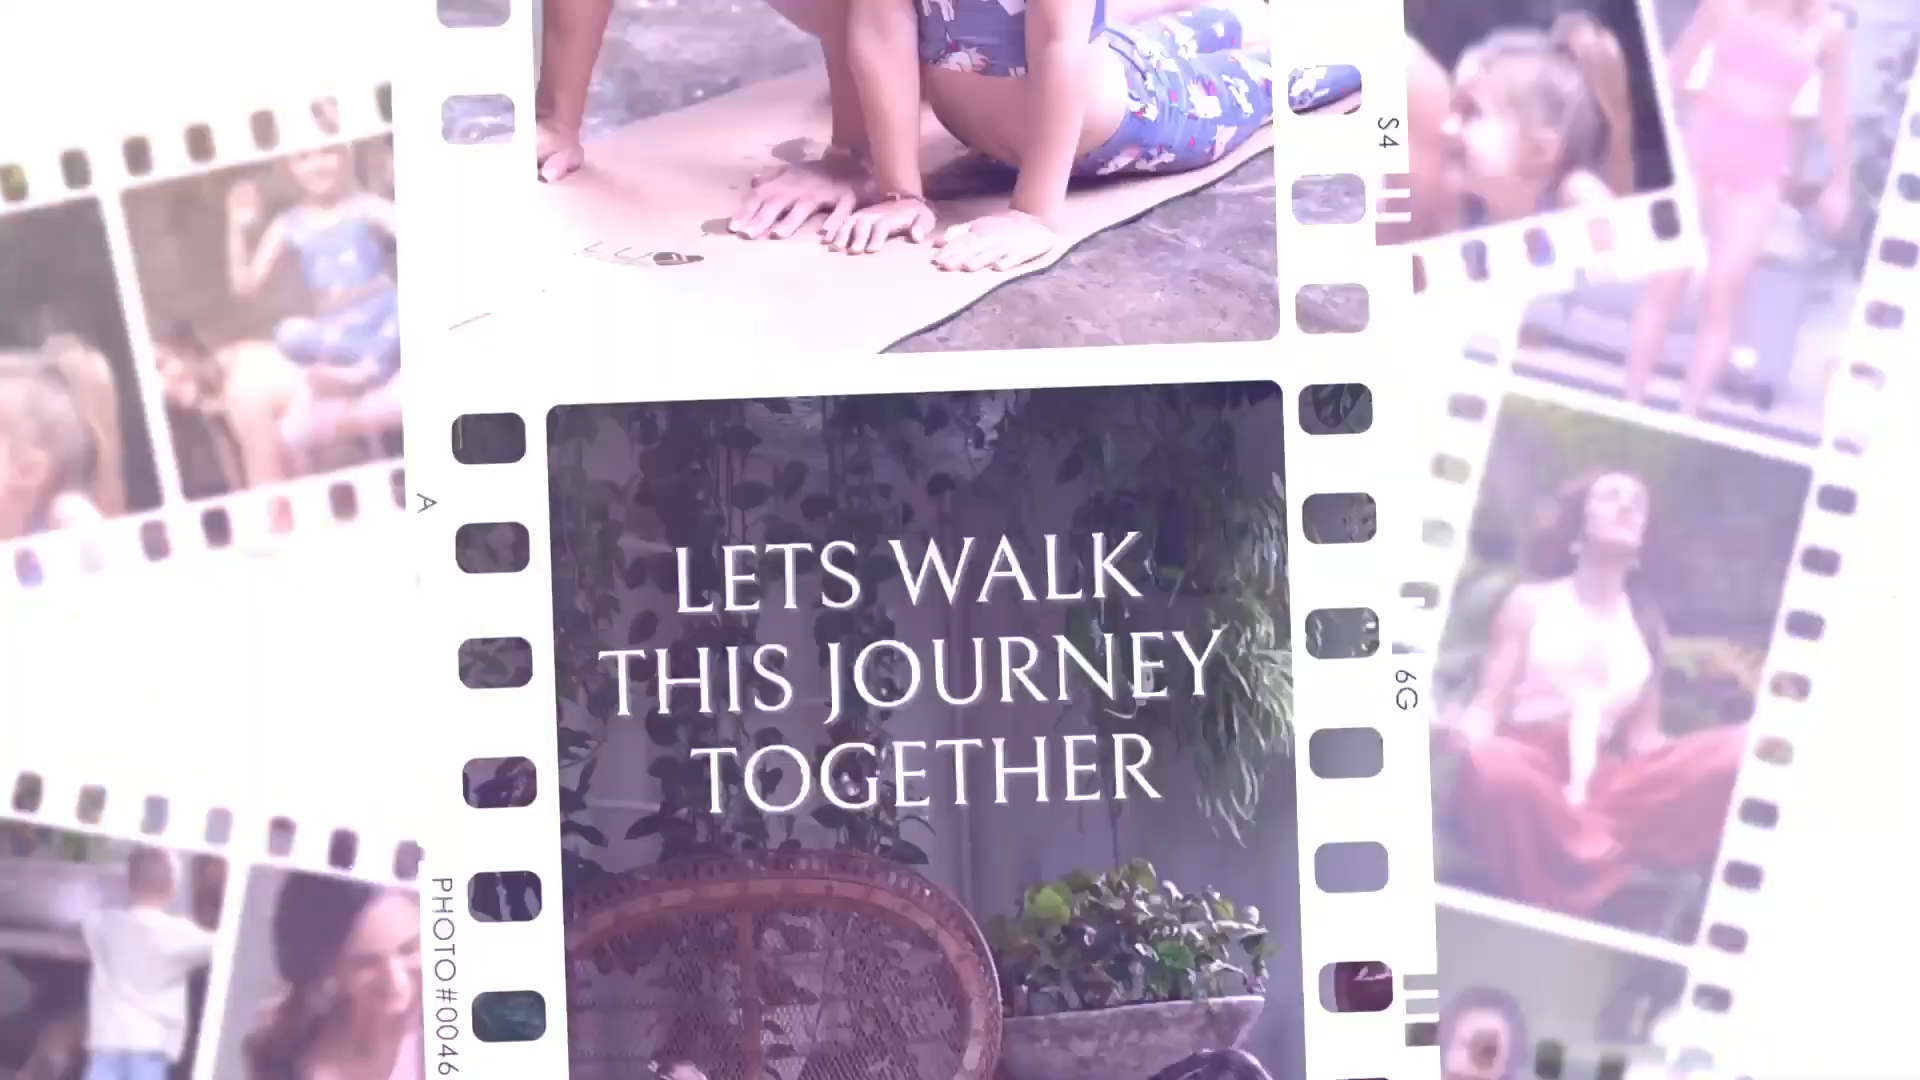 S4
A
LETS WALK
THIS JOURNEY
TOGETHER
6G
PHOTO#0046